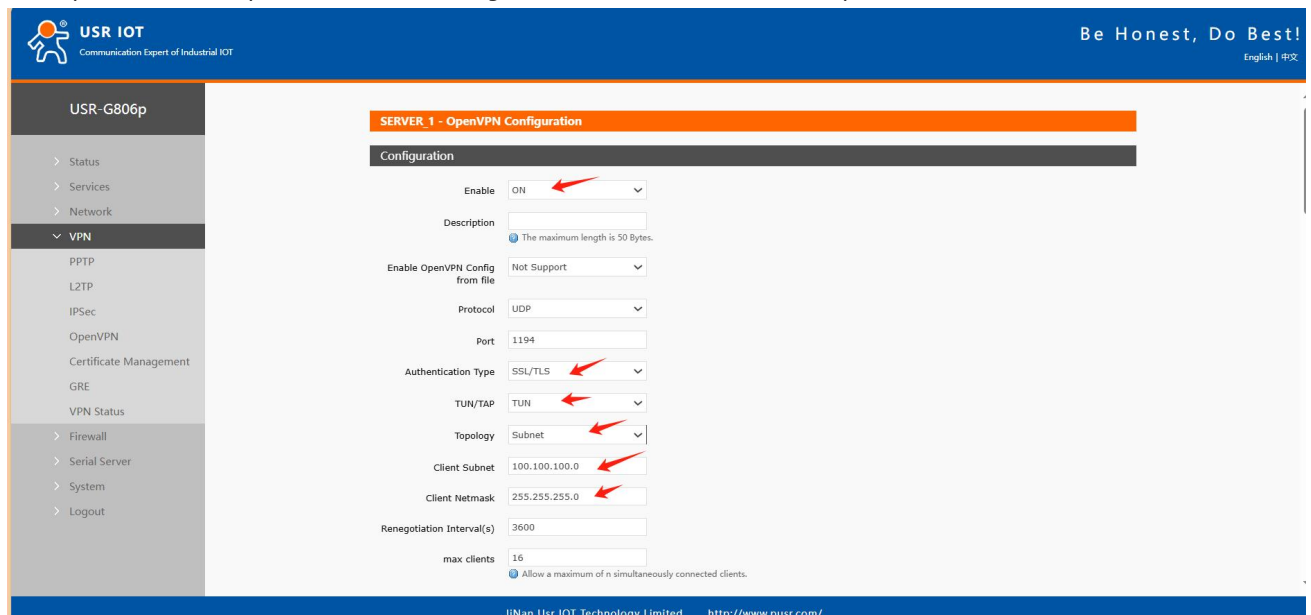 USR IOT
Communication Expert of Industrial IOT
Be Honest, Do Best!
English | 中文
USR-G806p
Status
Services
Network
VPN
PPTP
L2TP
IPSec
OpenVPN
Certificate Management
GRE
VPN Status
Firewall
Serial Server
System
Logout
SERVER_1 - OpenVPN Configuration
Configuration
Enable ON
Description
The maximum length is 50 Bytes.
Enable OpenVPN Config Not Support
from file
Protocol UDP
Port 1194
Authentication Type SSL/TLS
TUN/TAP TUN
Topology Subnet
Client Subnet 100.100.100.0
Client Netmask 255.255.255.0
Renegotiation Interval(s) 3600
max clients 16
Allow a maximum of n simultaneously connected clients.
JiNan Usr IOT Technology Limited http://www.pusr.com/